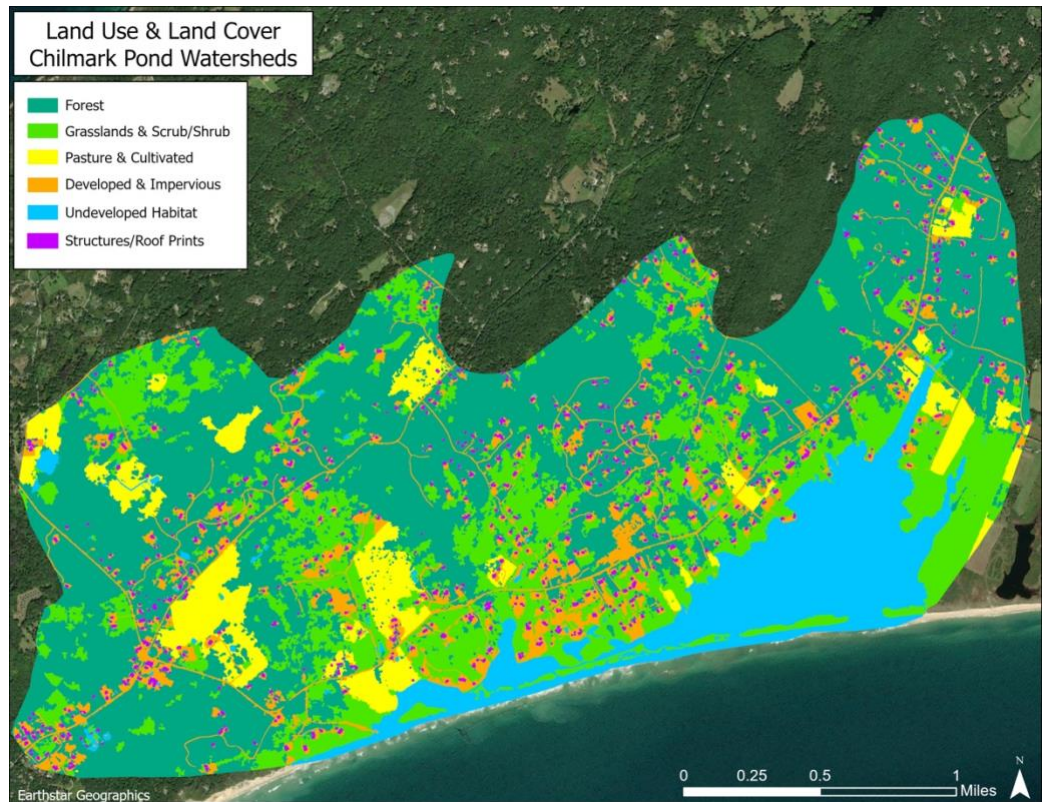 Land Use & Land Cover
Chilmark Pond Watersheds
Forest
Grasslands & Scrub/Shrub
Pasture & Cultivated
Developed & Impervious
Undeveloped Habitat
Structures/Roof Prints
N
0 0.25 0.5 1
Miles
Earthstar Geographics